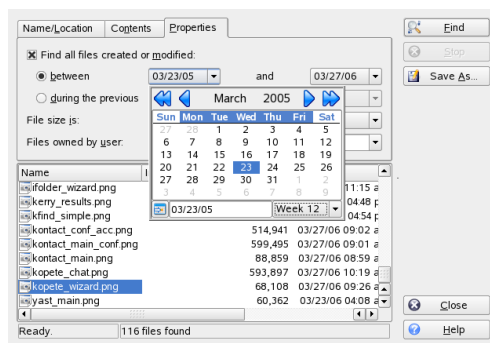 Name/Location Contents Properties
Find
Find all files created or modified:
Stop
between 03/23/05 and 03/27/06
Save As...
during the previous
March 2005
File size is:
Sun Mon Tue Wed Thu Fri Sat
27 28 1 2 3 4 5
Files owned by user:
6 7 8 9 10 11 12
13 14 15 16 17 18 19
20 21 22 23 24 25 26
27 28 29 30 31 1 2
3 4 5 6 7 8 9
03/23/05 Week 12
Name
ifolder_wizard.png 11:15 a
kerry_results.png 04:48 p
kfind_simple.png 04:54 p
kontact_conf_acc.png 514,941 03/27/06 09:02 a
kontact_main_conf.png 599,495 03/27/06 09:01 a
kontact_main.png 88,859 03/27/06 08:59 a
kopete_chat.png 593,897 03/27/06 10:19 a
kopete_wizard.png 68,108 03/27/06 09:26 a
yast_main.png 60,362 03/23/06 04:08 a
Close
Ready. 116 files found
Help